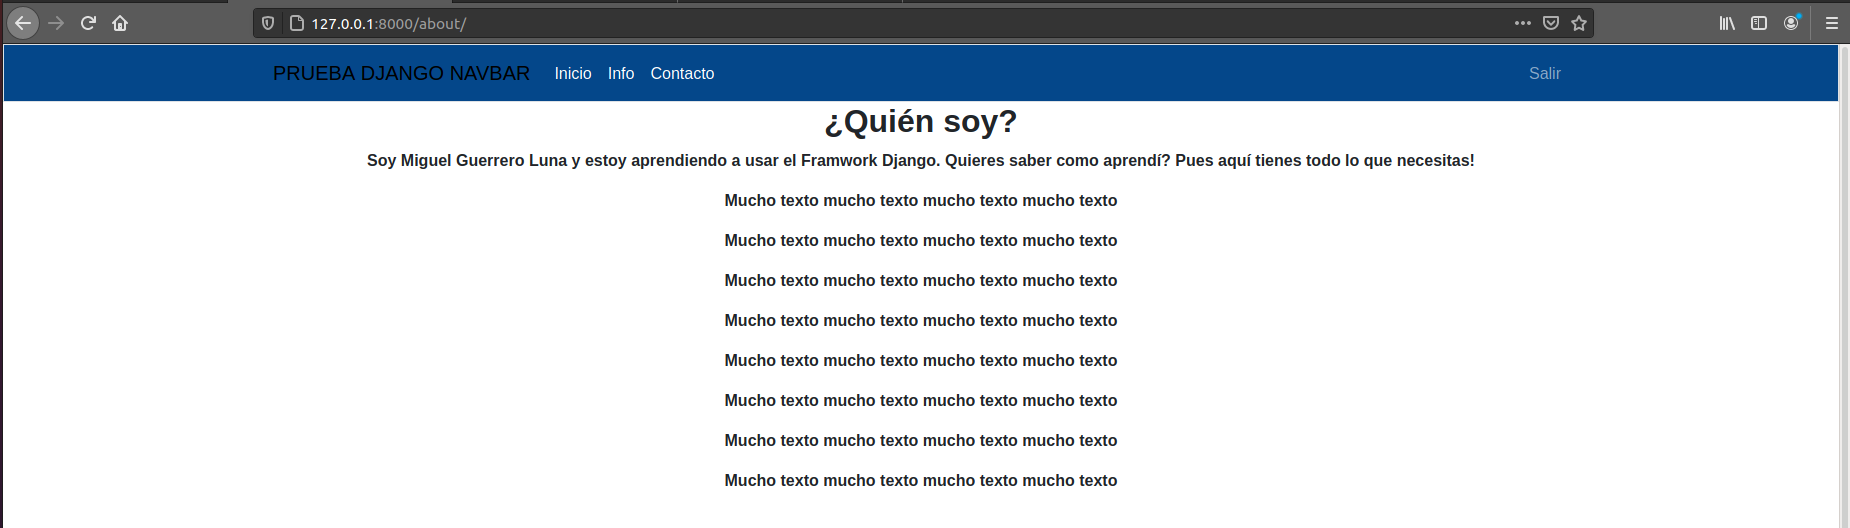 127.0.0.1:8000/about/
PRUEBA DJANGO NAVBAR Inicio Info Contacto Salir
¿Quién soy?
Soy Miguel Guerrero Luna y estoy aprendiendo a usar el Framwork Django. Quieres saber como aprendí? Pues aquí tienes todo lo que necesitas!
Mucho texto mucho texto mucho texto mucho texto
Mucho texto mucho texto mucho texto mucho texto
Mucho texto mucho texto mucho texto mucho texto
Mucho texto mucho texto mucho texto mucho texto
Mucho texto mucho texto mucho texto mucho texto
Mucho texto mucho texto mucho texto mucho texto
Mucho texto mucho texto mucho texto mucho texto
Mucho texto mucho texto mucho texto mucho texto